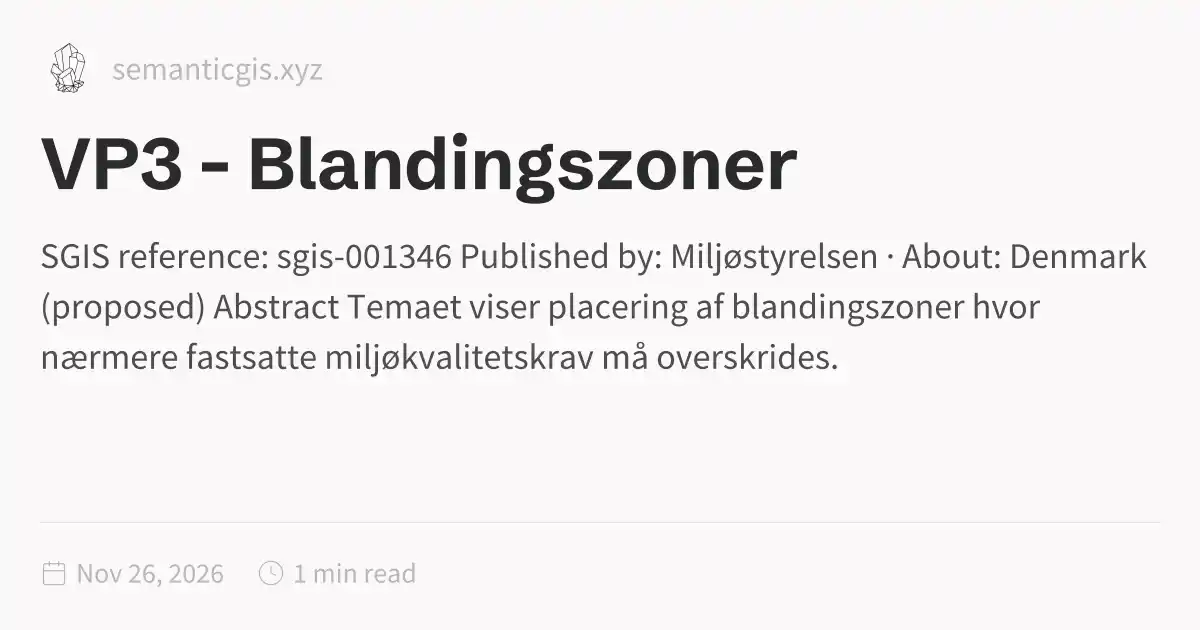 semanticgis.xyz
VP3 - Blandingszoner
SGIS reference: sgis-001346 Published by: Miljøstyrelsen · About: Denmark
(proposed) Abstract Temaet viser placering af blandingszoner hvor
nærmere fastsatte miljøkvalitetskrav må overskrides.
Nov 26, 2026
1 min read